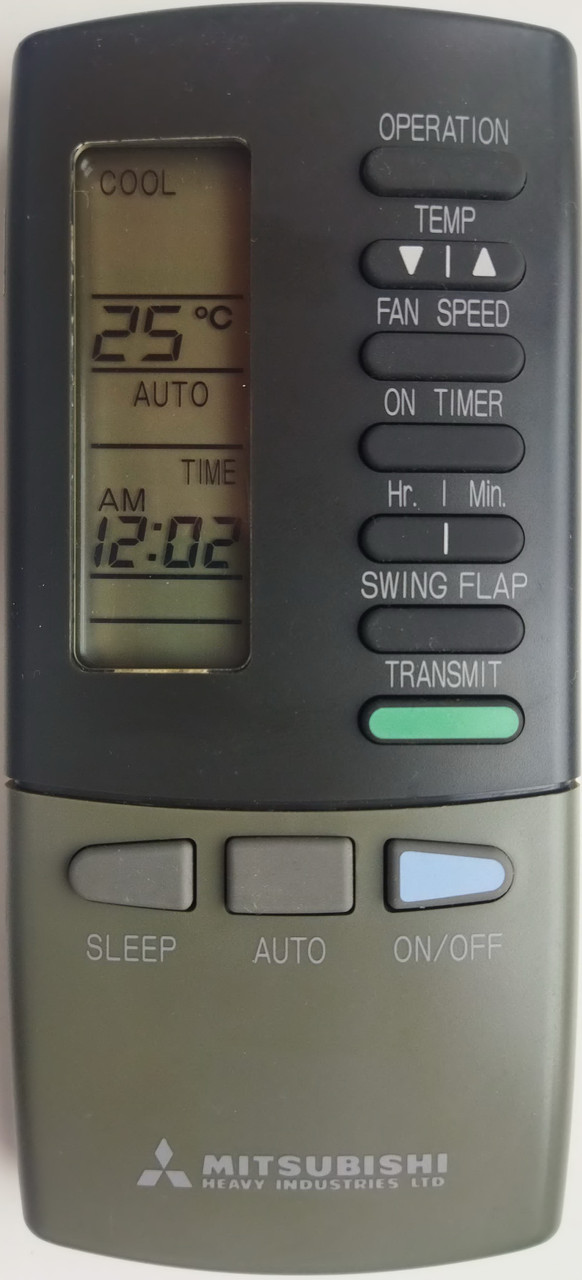 COOL
25 °C
AUTO
TIME
AM
12:02
OPERATION
TEMP
▼ | ▲
FAN SPEED
ON TIMER
Hr. | Min.
SWING FLAP
TRANSMIT
SLEEP
AUTO
ON/OFF
MITSUBISHI
HEAVY INDUSTRIES LTD